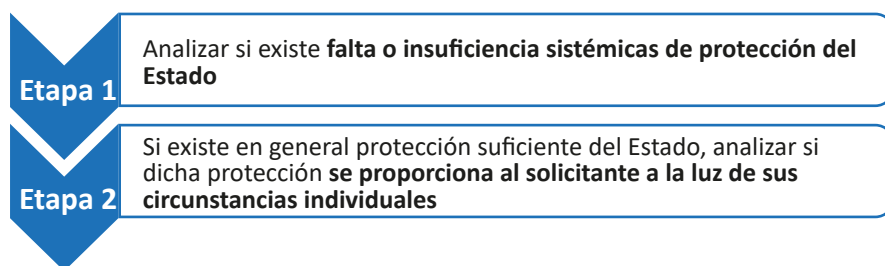 Etapa 1
Analizar si existe falta o insuficiencia sistémicas de protección del
Estado
Etapa 2
Si existe en general protección suficiente del Estado, analizar si
dicha protección se proporciona al solicitante a la luz de sus
circunstancias individuales